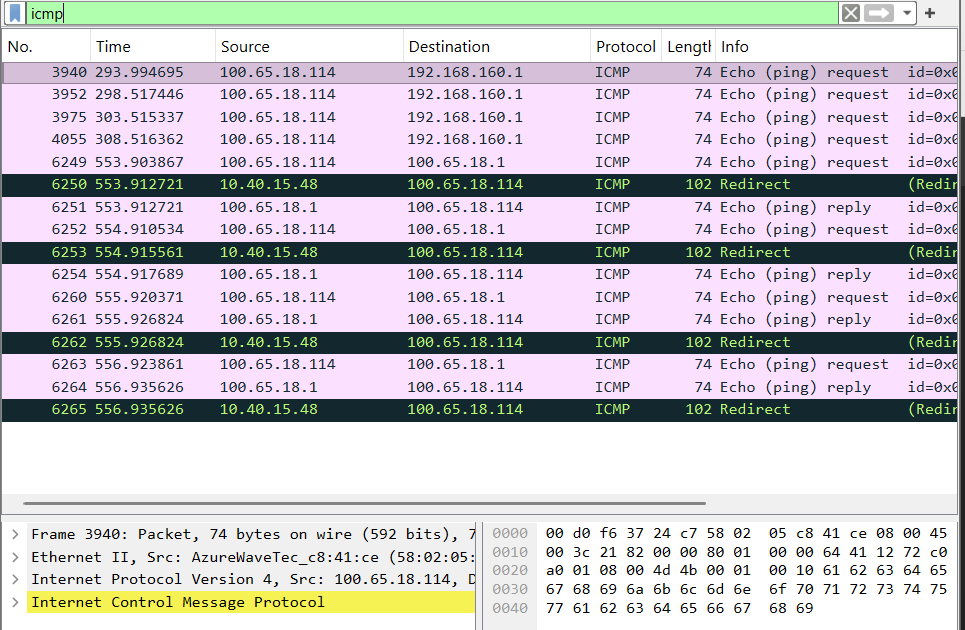 icmp
No. Time Source Destination Protocol Lengtl Info
3940 293.994695 100.65.18.114 192.168.160.1 ICMP 74 Echo (ping) request id=0x0
3952 298.517446 100.65.18.114 192.168.160.1 ICMP 74 Echo (ping) request id=0x0
3975 303.515337 100.65.18.114 192.168.160.1 ICMP 74 Echo (ping) request id=0x0
4055 308.516362 100.65.18.114 192.168.160.1 ICMP 74 Echo (ping) request id=0x0
6249 553.903867 100.65.18.114 100.65.18.1 ICMP 74 Echo (ping) request id=0x0
6250 553.912721 10.40.15.48 100.65.18.114 ICMP 102 Redirect (Redir
6251 553.912721 100.65.18.1 100.65.18.114 ICMP 74 Echo (ping) reply id=0x0
6252 554.910534 100.65.18.114 100.65.18.1 ICMP 74 Echo (ping) request id=0x0
6253 554.915561 10.40.15.48 100.65.18.114 ICMP 102 Redirect (Redir
6254 554.917689 100.65.18.1 100.65.18.114 ICMP 74 Echo (ping) reply id=0x0
6260 555.920371 100.65.18.114 100.65.18.1 ICMP 74 Echo (ping) request id=0x0
6261 555.926824 100.65.18.1 100.65.18.114 ICMP 74 Echo (ping) reply id=0x0
6262 555.926824 10.40.15.48 100.65.18.114 ICMP 102 Redirect (Redir
6263 556.923861 100.65.18.114 100.65.18.1 ICMP 74 Echo (ping) request id=0x0
6264 556.935626 100.65.18.1 100.65.18.114 ICMP 74 Echo (ping) reply id=0x0
6265 556.935626 10.40.15.48 100.65.18.114 ICMP 102 Redirect (Redir
Frame 3940: Packet, 74 bytes on wire (592 bits), 7
Ethernet II, Src: AzureWaveTec_c8:41:ce (58:02:05:
Internet Protocol Version 4, Src: 100.65.18.114, D
Internet Control Message Protocol
0000 00 d0 f6 37 24 c7 58 02 05 c8 41 ce 08 00 45
0010 00 3c 21 82 00 00 80 01 00 00 64 41 12 72 c0
0020 a0 01 08 00 4d 4b 00 01 00 10 61 62 63 64 65
0030 67 68 69 6a 6b 6c 6d 6e 6f 70 71 72 73 74 75
0040 77 61 62 63 64 65 66 67 68 69